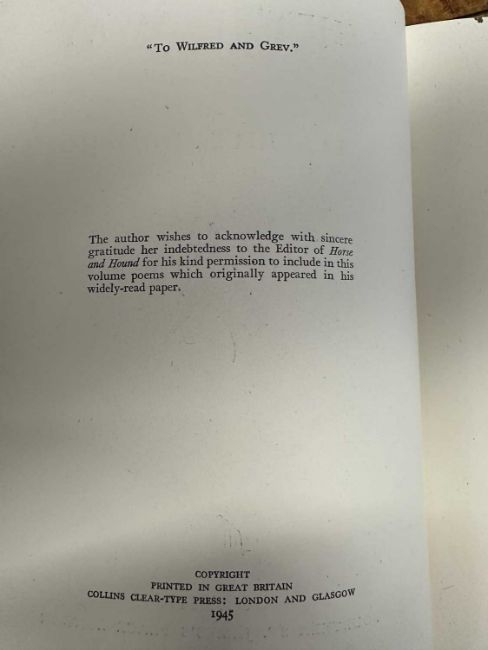 "To Wilfred and Grev."
The author wishes to acknowledge with sincere
gratitude her indebtedness to the Editor of Horse
and Hound for his kind permission to include in this
volume poems which originally appeared in his
widely-read paper.
COPYRIGHT
PRINTED IN GREAT BRITAIN
COLLINS CLEAR-TYPE PRESS: LONDON AND GLASGOW
1945